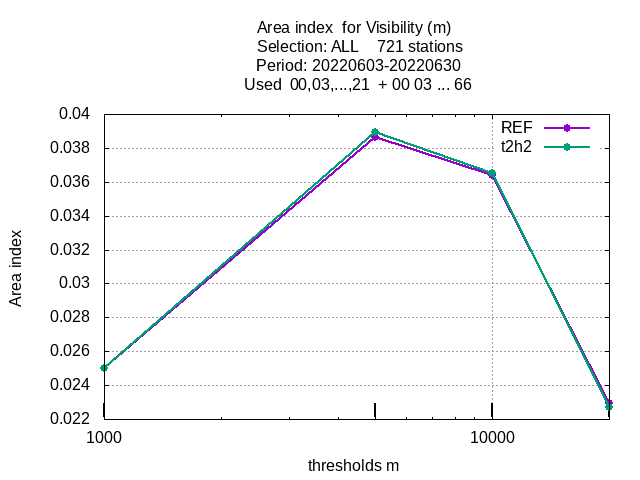 Area index  for Visibility (m)
Selection: ALL    721 stations
Period: 20220603-20220630
Used  00,03,...,21  + 00 03 ... 66
REF
t2h2
0.04
0.038
0.036
0.034
0.032
0.03
0.028
0.026
0.024
0.022
Area index
1000
10000
thresholds m